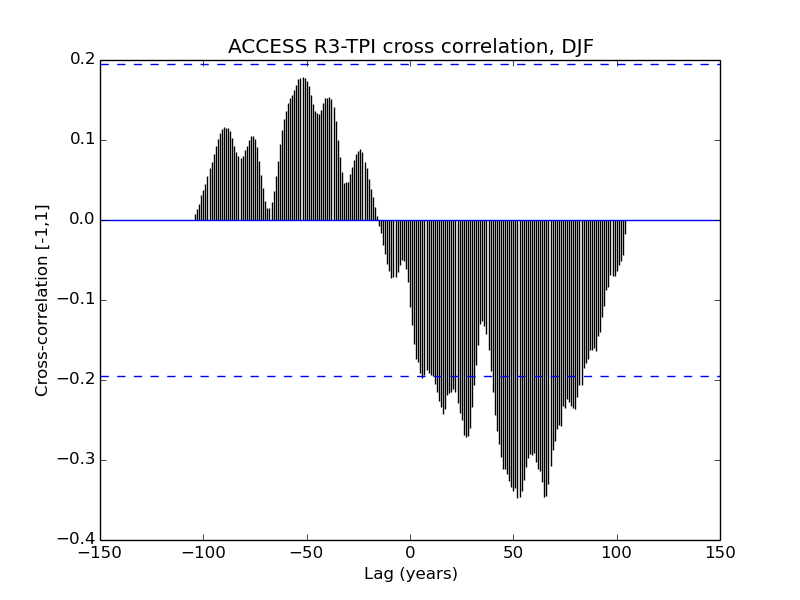 ACCESS R3-TPI cross correlation, DJF
0.2
0.1
0.0
−0.1
−0.2
−0.3
−0.4
Cross-correlation [-1,1]
−150 −100 −50 0 50 100 150
Lag (years)